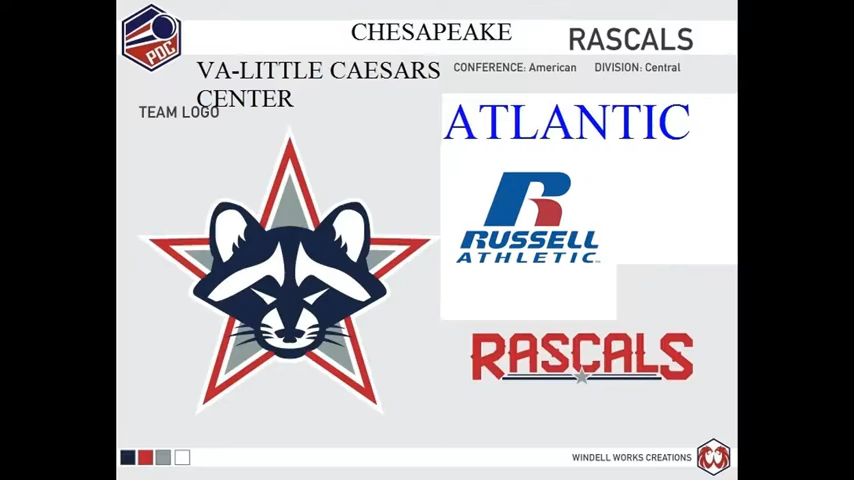 PDC
CHESAPEAKE
RASCALS
VA-LITTLE CAESARS
CENTER
CONFERENCE: American DIVISION: Central
TEAM LOGO
ATLANTIC
RUSSELL
ATHLETIC
RASCALS
WINDELL WORKS CREATIONS